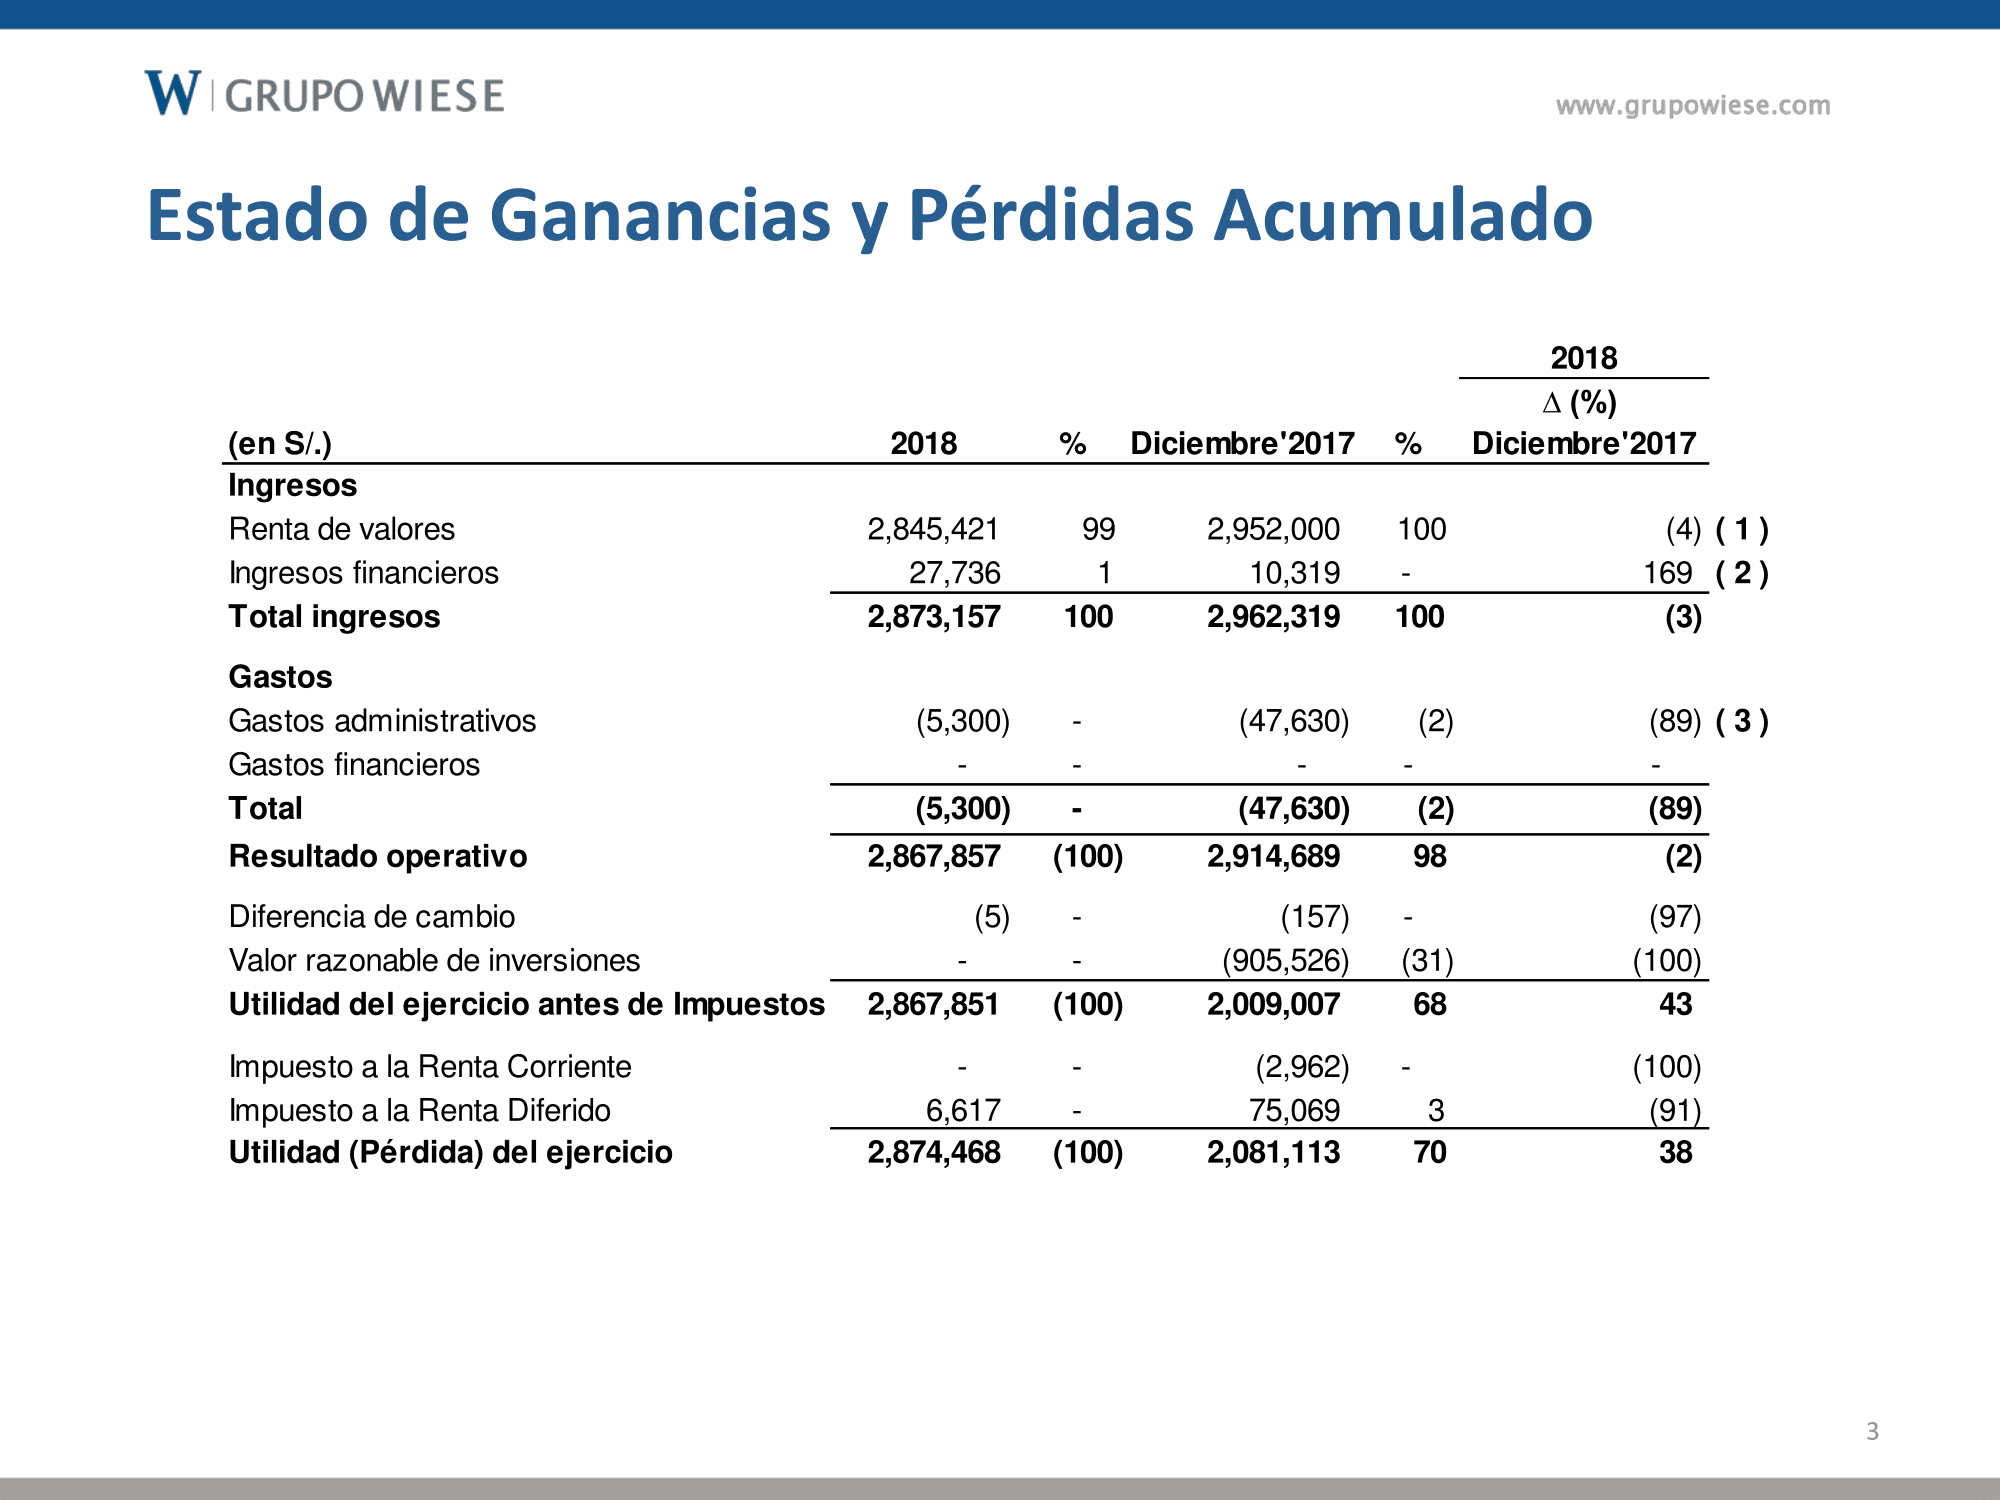 W | GRUPO WIESE
www.grupowiese.com
Estado de Ganancias y Pérdidas Acumulado
2018
Δ (%)
(en S/.) 2018 % Diciembre'2017 % Diciembre'2017
Ingresos
Renta de valores 2,845,421 99 2,952,000 100 (4) ( 1 )
Ingresos financieros 27,736 1 10,319 - 169 ( 2 )
Total ingresos 2,873,157 100 2,962,319 100 (3)
Gastos
Gastos administrativos (5,300) - (47,630) (2) (89) ( 3 )
Gastos financieros - - - - -
Total (5,300) - (47,630) (2) (89)
Resultado operativo 2,867,857 (100) 2,914,689 98 (2)
Diferencia de cambio (5) - (157) - (97)
Valor razonable de inversiones - - (905,526) (31) (100)
Utilidad del ejercicio antes de Impuestos 2,867,851 (100) 2,009,007 68 43
Impuesto a la Renta Corriente - - (2,962) - (100)
Impuesto a la Renta Diferido 6,617 - 75,069 3 (91)
Utilidad (Pérdida) del ejercicio 2,874,468 (100) 2,081,113 70 38
3